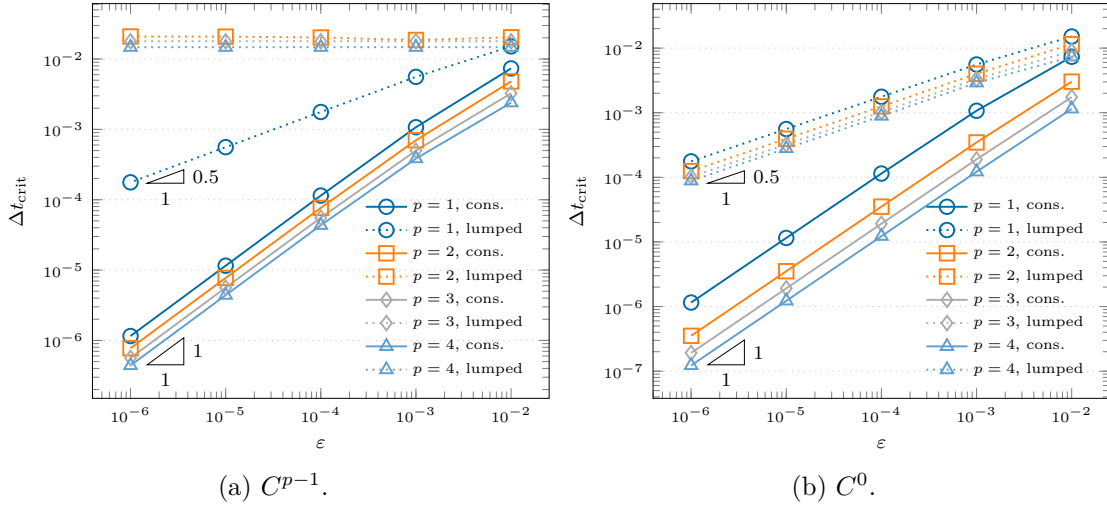 10⁻²
10⁻³
10⁻⁴
10⁻⁵
10⁻⁶
Δt_crit
0.5
1
p = 1, cons.
p = 1, lumped
p = 2, cons.
p = 2, lumped
p = 3, cons.
p = 3, lumped
p = 4, cons.
p = 4, lumped
1
1
10⁻⁶ 10⁻⁵ 10⁻⁴ 10⁻³ 10⁻²
ε
(a) C^{p−1}.
10⁻²
10⁻³
10⁻⁴
10⁻⁵
10⁻⁶
10⁻⁷
Δt_crit
0.5
1
p = 1, cons.
p = 1, lumped
p = 2, cons.
p = 2, lumped
p = 3, cons.
p = 3, lumped
p = 4, cons.
p = 4, lumped
1
1
10⁻⁶ 10⁻⁵ 10⁻⁴ 10⁻³ 10⁻²
ε
(b) C⁰.